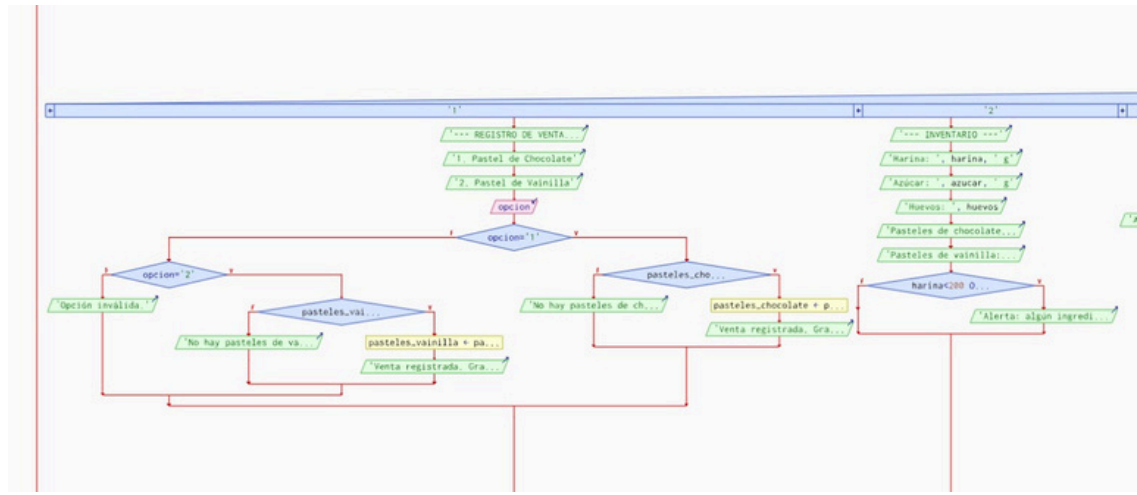 '1'
'2'
'--- REGISTRO DE VENTA...
'1. Pastel de Chocolate'
'2. Pastel de Vainilla'
opcion
opcion='1'
F
V
opcion='2'
F
V
'Opción inválida.'
pasteles_vai...
F
V
'No hay pasteles de va...
pasteles_vainilla ← pa...
'Venta registrada. Gra...
pasteles_cho...
F
V
'No hay pasteles de ch...
pasteles_chocolate ← p...
'Venta registrada. Gra...
'--- INVENTARIO ---'
'Harina: ', harina, ' g'
'Azúcar: ', azucar, ' g'
'Huevos: ', huevos
'Pasteles de chocolate...
'Pasteles de vainilla:...
harina<200 O...
F
V
'Alerta: algún ingredi...
'A